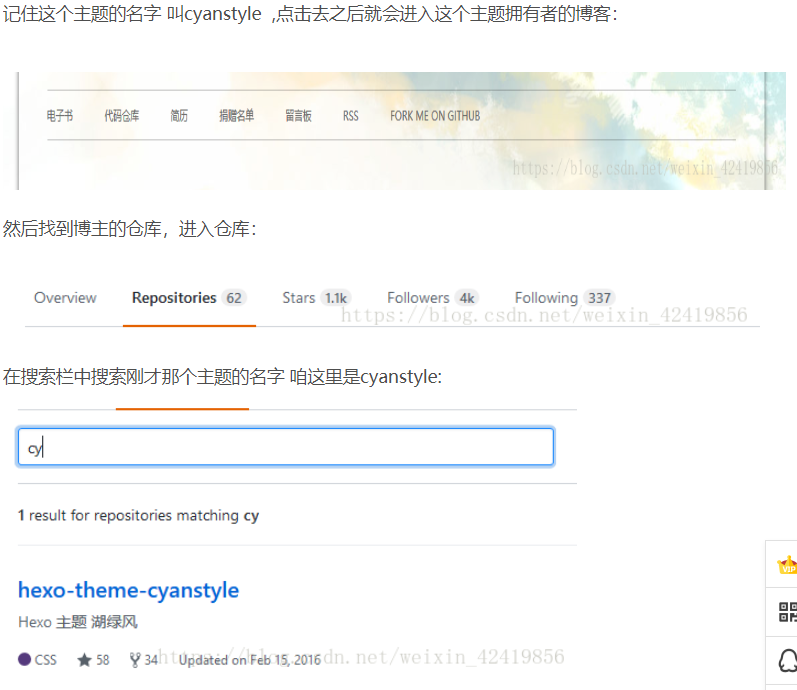 记住这个主题的名字 叫cyanstyle ,点击去之后就会进入这个主题拥有者的博客：
电子书 代码仓库 简历 捐赠名单 留言板 RSS FORK ME ON GITHUB
https://blog.csdn.net/weixin_42419856
然后找到博主的仓库，进入仓库：
Overview Repositories 62 Stars 1.1k Followers 4k Following 337
https://blog.csdn.net/weixin_42419856
在搜索栏中搜索刚才那个主题的名字 咱这里是cyanstyle:
cy
1 result for repositories matching cy
VIP
hexo-theme-cyanstyle
Hexo 主题 湖绿风
CSS 58 34 Updated on Feb 15, 2016
https://blog.csdn.net/weixin_42419856